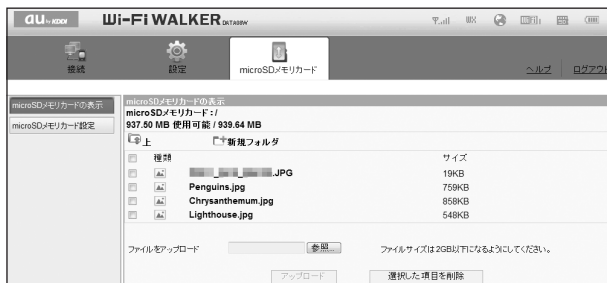 au by KDDI Wi-Fi WALKER DATA08W
接続 設定 microSDメモリカード ヘルプ ログアウト
microSDメモリカードの表示
microSDメモリカード設定
microSDメモリカードの表示
microSDメモリカード:/
937.50 MB 使用可能 / 939.64 MB
上 新規フォルダ
種類 サイズ
.JPG 19KB
Penguins.jpg 759KB
Chrysanthemum.jpg 858KB
Lighthouse.jpg 548KB
ファイルをアップロード 参照... ファイルサイズは2GB以下になるようにしてください。
アップロード 選択した項目を削除